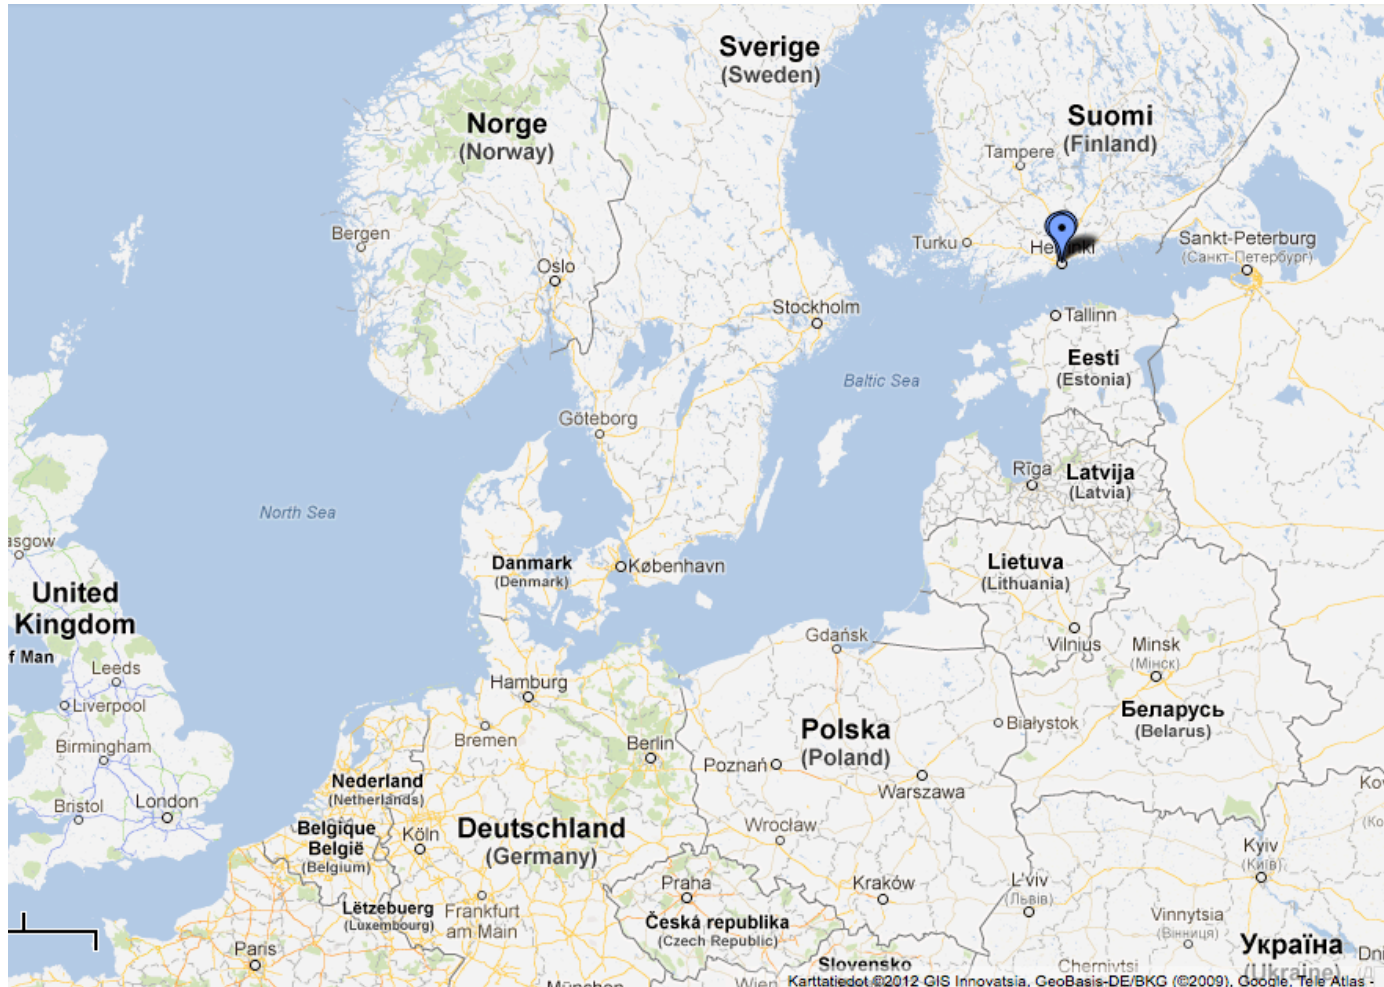 Sverige
(Sweden)
Norge
(Norway)
Suomi
(Finland)
Tampere
Bergen
Turku
Sankt-Peterburg
(Санкт-Петербург)
Oslo
Stockholm
Tallinn
Eesti
(Estonia)
Baltic Sea
Göteborg
Rīga
Latvija
(Latvia)
North Sea
asgow
Danmark
(Denmark)
København
Lietuva
(Lithuania)
United
Kingdom
f Man
Gdańsk
Vilnius
Minsk
(Мінск)
Leeds
Liverpool
Hamburg
Bremen
Białystok
Беларусь
(Belarus)
Polska
(Poland)
Birmingham
Berlin
Poznań
Warszawa
Nederland
(Netherlands)
Bristol
London
Belgique
België
(Belgium)
Köln
Deutschland
(Germany)
Wrocław
Kyiv
(Київ)
Praha
Kraków
L'viv
(Львів)
Lëtzebuerg
(Luxembourg)
Frankfurt
am Main
Česká republika
(Czech Republic)
Vinnytsia
(Вінниця)
Paris
Slovensko
Chernivtsi
Україна
(Ukraine)
Karttatiedot ©2012 GIS Innovatsia, GeoBasis-DE/BKG (©2009), Google, Tele Atlas -